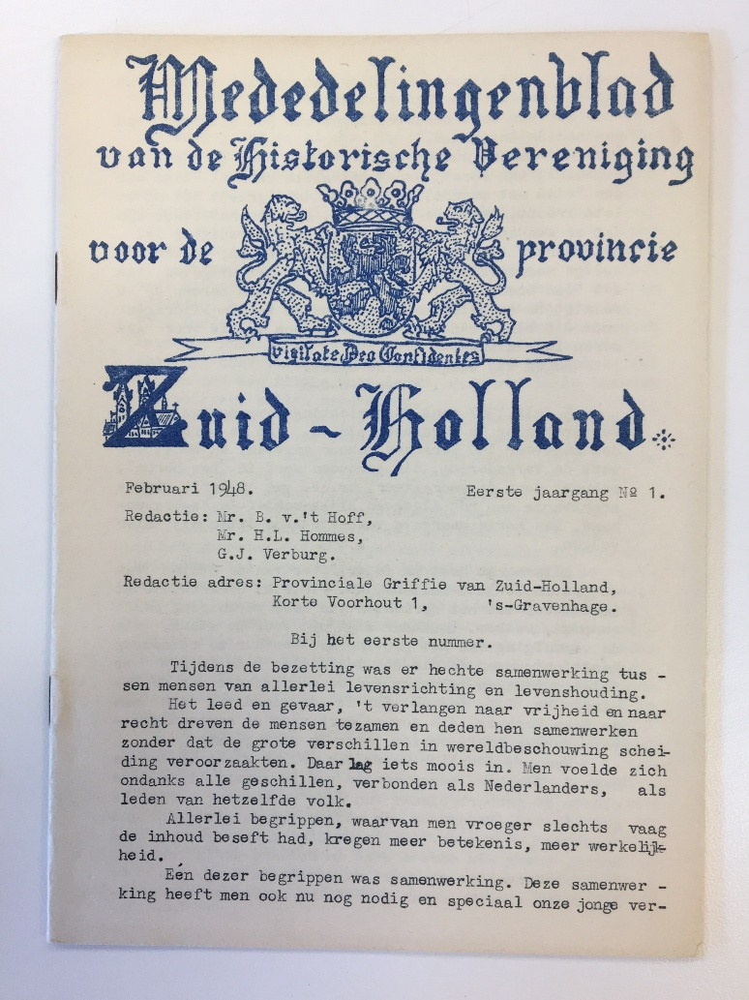 Mededelingenblad
van de Historische Vereniging
voor de provincie
Vigilate Deo Confidentes
Zuid - Holland
Februari 1948. Eerste jaargang Nº 1.
Redactie: Mr. B. v.'t Hoff,
Mr. H.L. Hommes,
G.J. Verburg.
Redactie adres: Provinciale Griffie van Zuid-Holland,
Korte Voorhout 1, 's-Gravenhage.
Bij het eerste nummer.
Tijdens de bezetting was er hechte samenwerking tus -
sen mensen van allerlei levensrichting en levenshouding.
Het leed en gevaar, 't verlangen naar vrijheid en naar
recht dreven de mensen tezamen en deden hen samenwerken
zonder dat de grote verschillen in wereldbeschouwing schei-
ding veroorzaakten. Daar lag iets moois in. Men voelde zich
ondanks alle geschillen, verbonden als Nederlanders, als
leden van hetzelfde volk.
Allerlei begrippen, waarvan men vroeger slechts vaag
de inhoud beseft had, kregen meer betekenis, meer werkelijk-
heid.
Eén dezer begrippen was samenwerking. Deze samenwer -
king heeft men ook nu nog nodig en speciaal onze jonge ver-